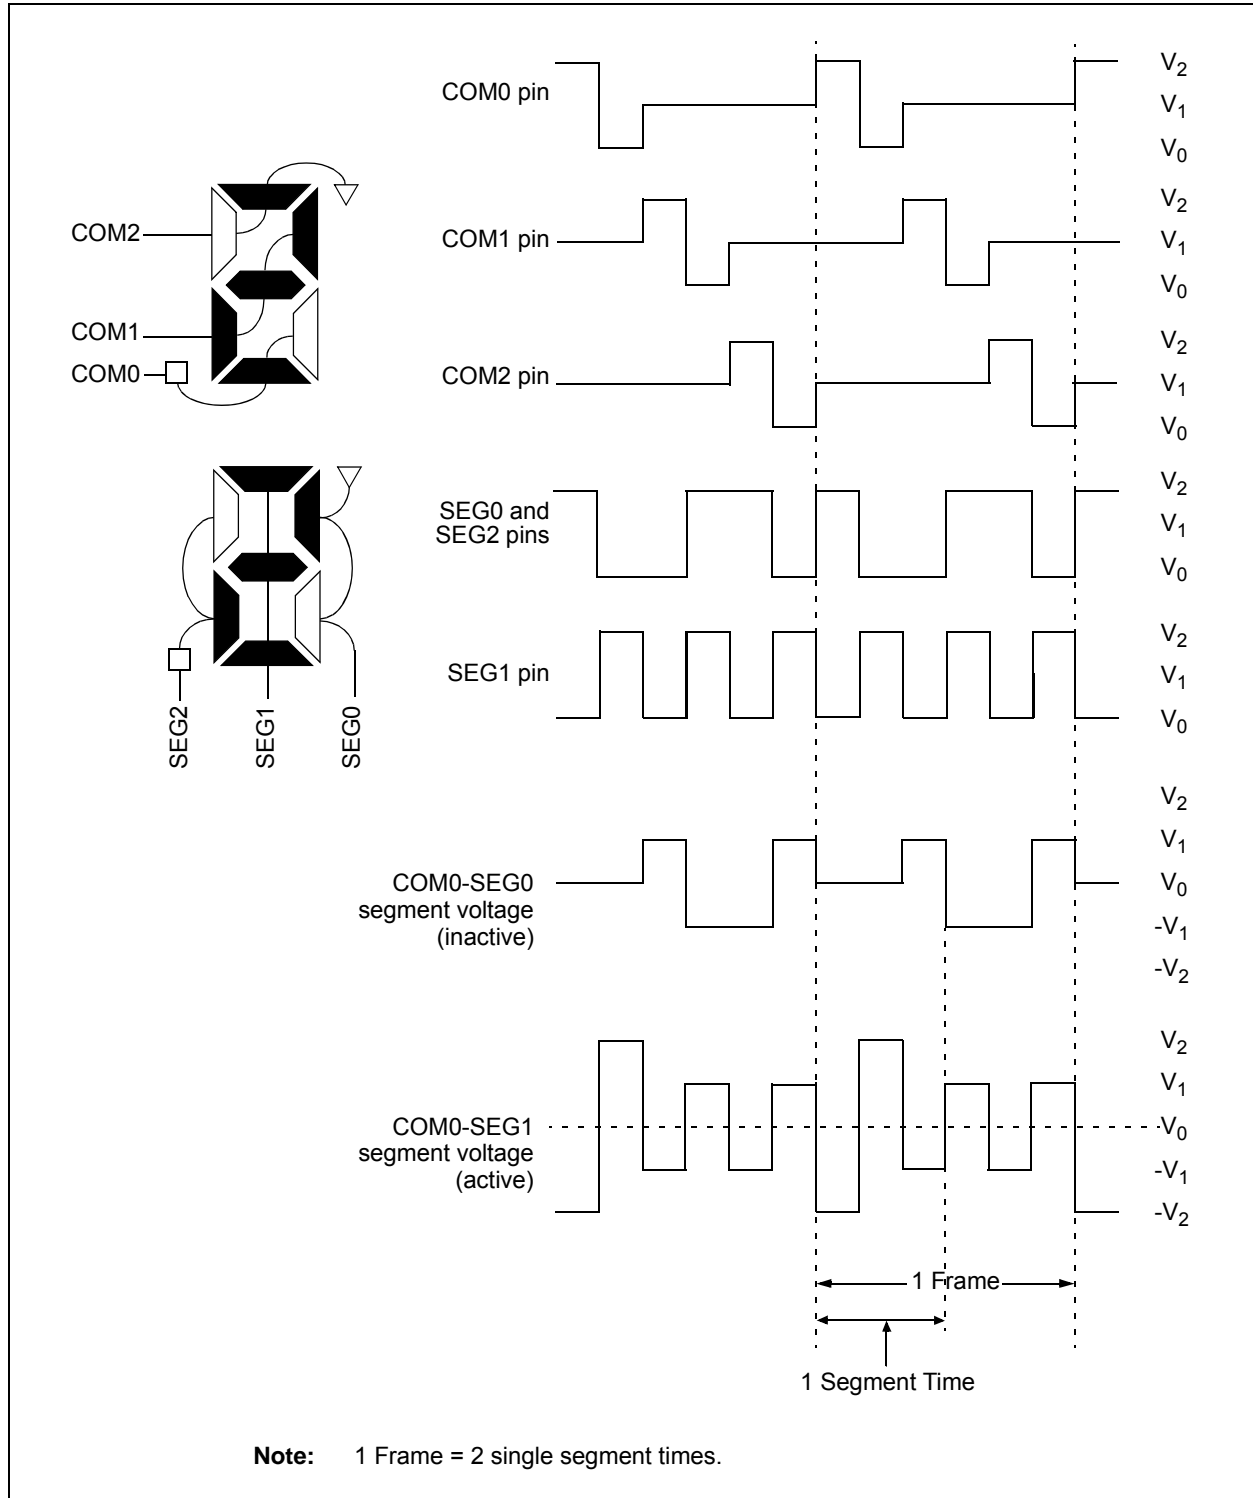 COM0 pin
V2
V1
V0
COM1 pin
V2
V1
V0
COM2
COM1
COM0
COM2 pin
V2
V1
V0
SEG0 and
SEG2 pins
V2
V1
V0
SEG1 pin
V2
V1
V0
SEG2
SEG1
SEG0
COM0-SEG0
segment voltage
(inactive)
V2
V1
V0
-V1
-V2
COM0-SEG1
segment voltage
(active)
V2
V1
V0
-V1
-V2
1 Frame
1 Segment Time
Note: 1 Frame = 2 single segment times.